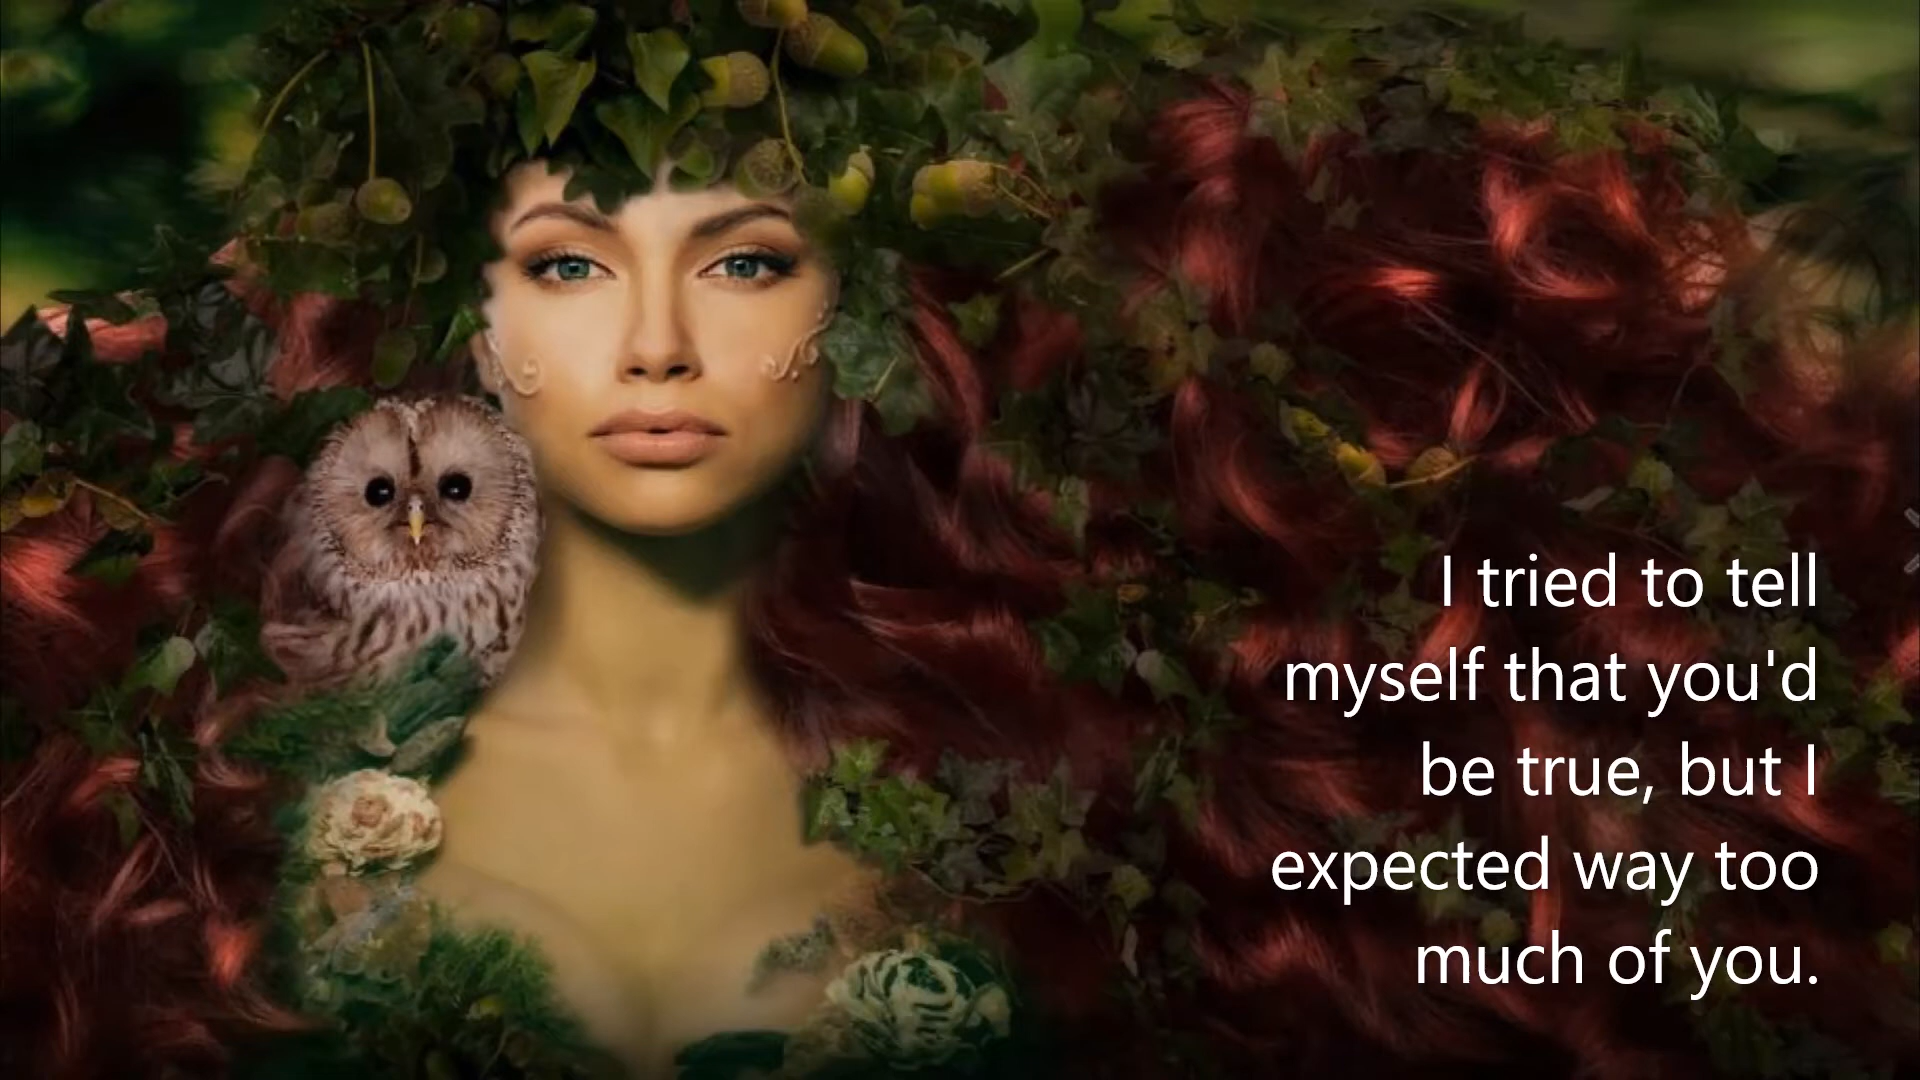 I tried to tell
myself that you'd
be true, but I
expected way too
much of you.